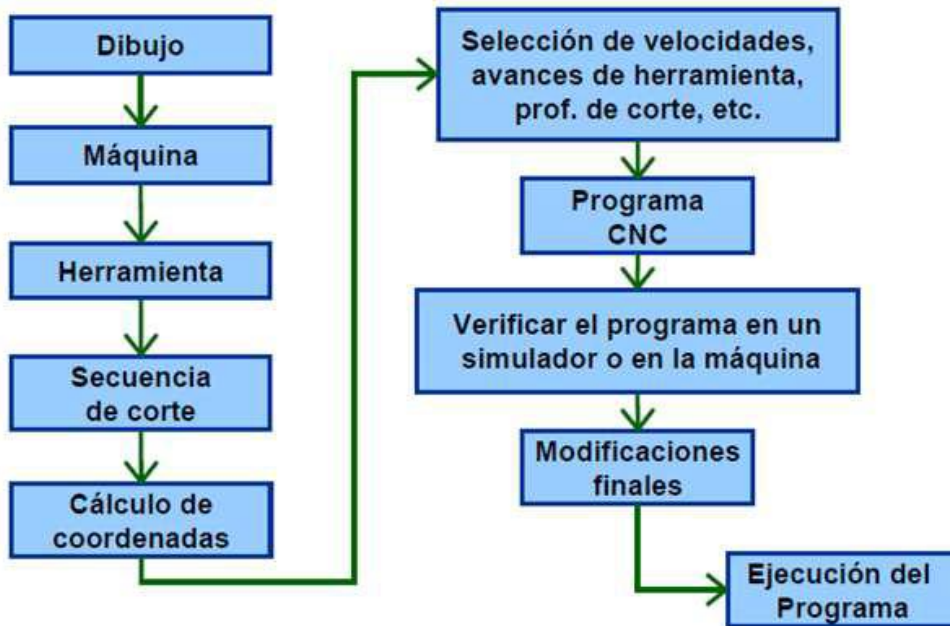 Dibujo
Máquina
Herramienta
Secuencia
de corte
Cálculo de
coordenadas
Selección de velocidades,
avances de herramienta,
prof. de corte, etc.
Programa
CNC
Verificar el programa en un
simulador o en la máquina
Modificaciones
finales
Ejecución del
Programa